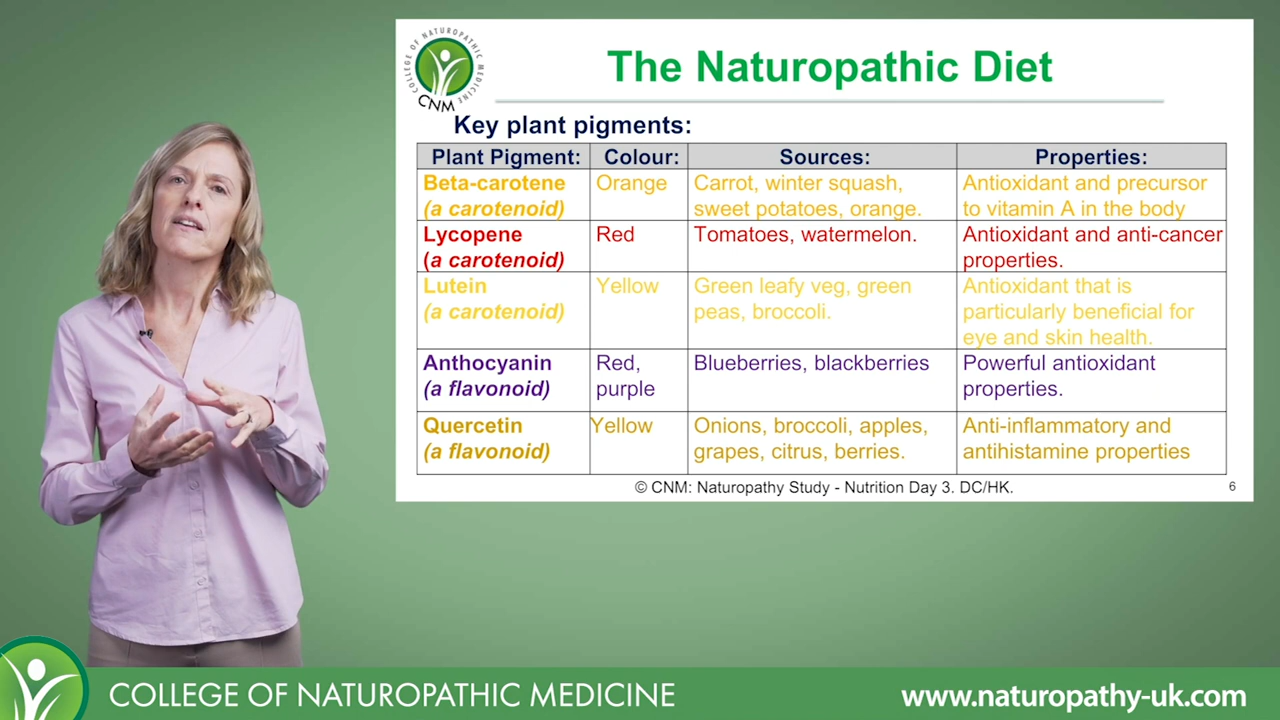 COLLEGE OF NATUROPATHIC MEDICINE
CNM
The Naturopathic Diet
Key plant pigments:
Plant Pigment: Colour: Sources: Properties:
Beta-carotene Orange Carrot, winter squash, Antioxidant and precursor
(a carotenoid) sweet potatoes, orange. to vitamin A in the body
Lycopene Red Tomatoes, watermelon. Antioxidant and anti-cancer
(a carotenoid) properties.
Lutein Yellow Green leafy veg, green Antioxidant that is
(a carotenoid) peas, broccoli. particularly beneficial for
eye and skin health.
Anthocyanin Red, Blueberries, blackberries Powerful antioxidant
(a flavonoid) purple properties.
Quercetin Yellow Onions, broccoli, apples, Anti-inflammatory and
(a flavonoid) grapes, citrus, berries. antihistamine properties
© CNM: Naturopathy Study - Nutrition Day 3. DC/HK. 6
COLLEGE OF NATUROPATHIC MEDICINE www.naturopathy-uk.com